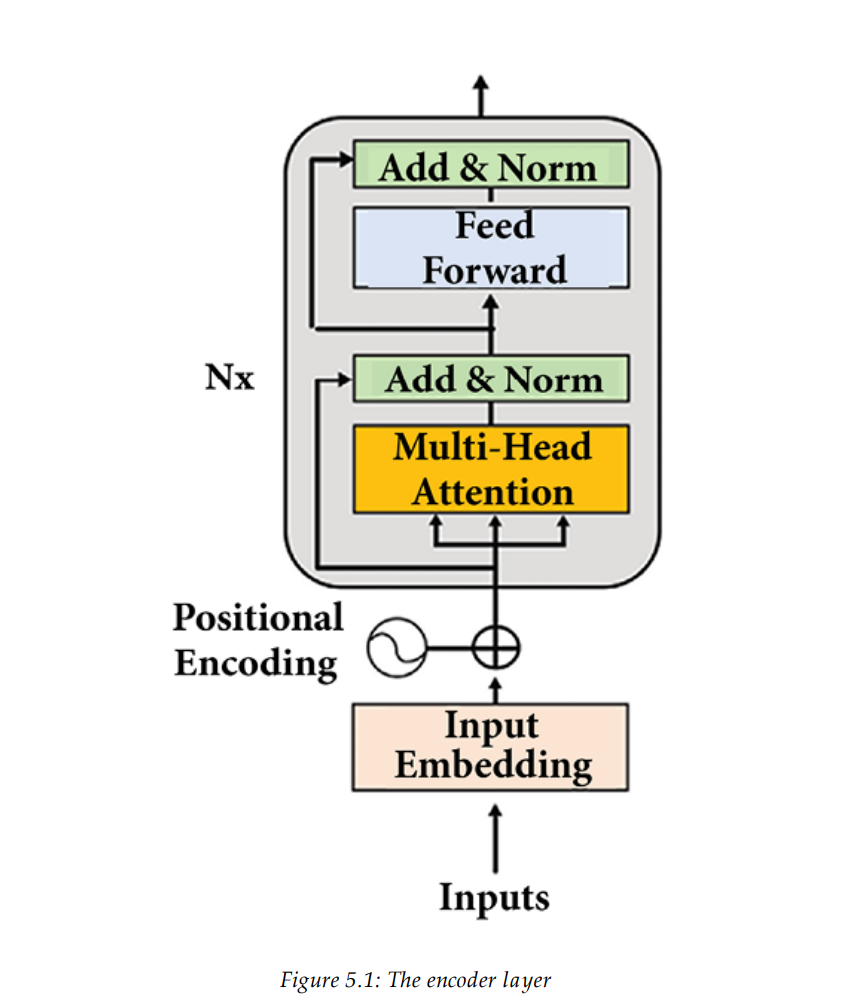 Add & Norm
Feed
Forward
Nx
Add & Norm
Multi-Head
Attention
Positional
Encoding
Input
Embedding
Inputs
Figure 5.1: The encoder layer